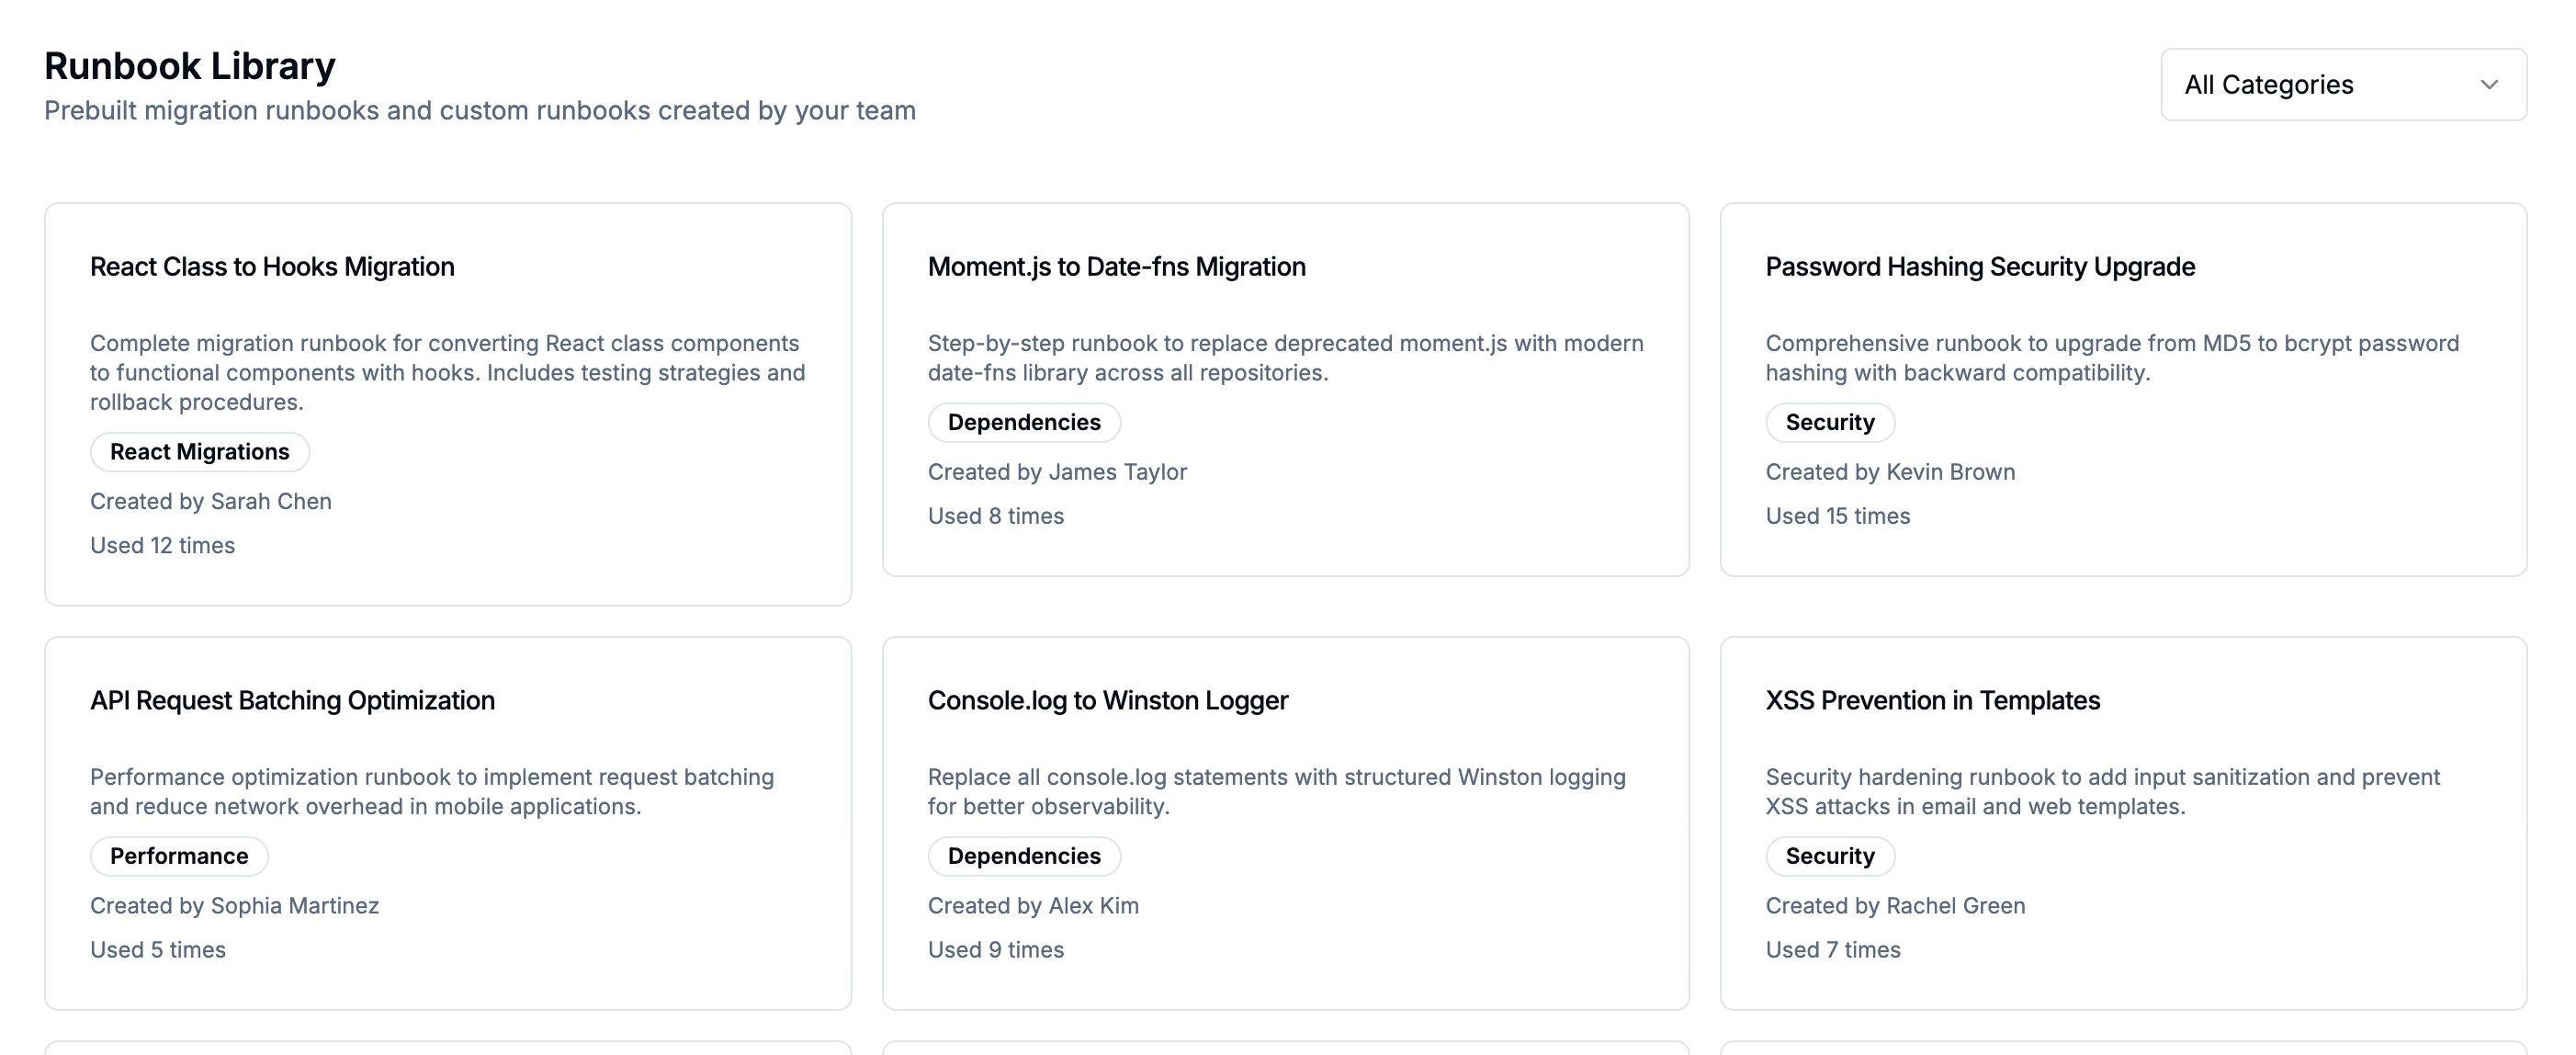 Runbook Library
Prebuilt migration runbooks and custom runbooks created by your team
All Categories
React Class to Hooks Migration
Complete migration runbook for converting React class components
to functional components with hooks. Includes testing strategies and
rollback procedures.
React Migrations
Created by Sarah Chen
Used 12 times
Moment.js to Date-fns Migration
Step-by-step runbook to replace deprecated moment.js with modern
date-fns library across all repositories.
Dependencies
Created by James Taylor
Used 8 times
Password Hashing Security Upgrade
Comprehensive runbook to upgrade from MD5 to bcrypt password
hashing with backward compatibility.
Security
Created by Kevin Brown
Used 15 times
API Request Batching Optimization
Performance optimization runbook to implement request batching
and reduce network overhead in mobile applications.
Performance
Created by Sophia Martinez
Used 5 times
Console.log to Winston Logger
Replace all console.log statements with structured Winston logging
for better observability.
Dependencies
Created by Alex Kim
Used 9 times
XSS Prevention in Templates
Security hardening runbook to add input sanitization and prevent
XSS attacks in email and web templates.
Security
Created by Rachel Green
Used 7 times